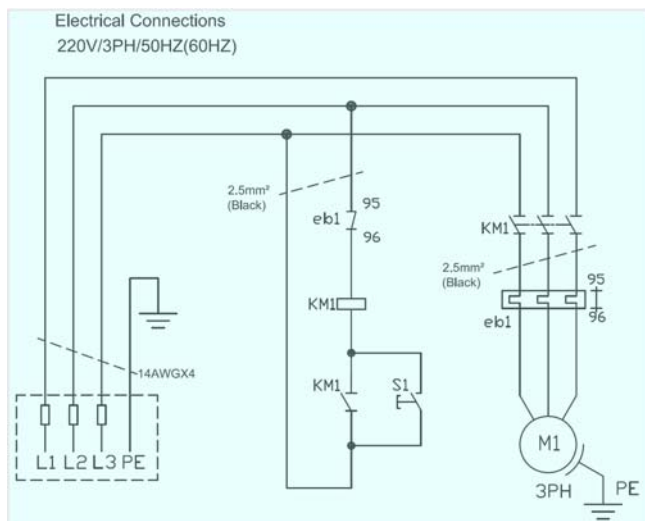 Electrical Connections
220V/3PH/50HZ(60HZ)
2.5mm²
(Black)
95
eb1
96
KM1
2.5mm²
(Black)
95
96
eb1
KM1
14AWGX4
KM1
S1
L1 L2 L3 PE
M1
3PH
PE